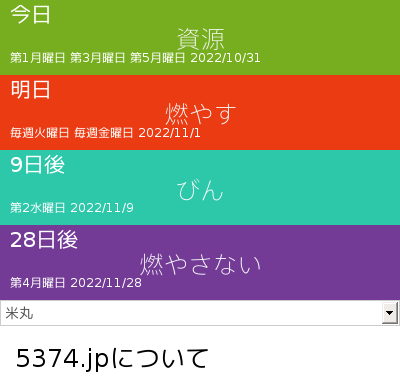 今日
資源
第1月曜日 第3月曜日 第5月曜日 2022/10/31
明日
燃やす
毎週火曜日 毎週金曜日 2022/11/1
9日後
びん
第2水曜日 2022/11/9
28日後
燃やさない
第4月曜日 2022/11/28
米丸
5374.jpについて